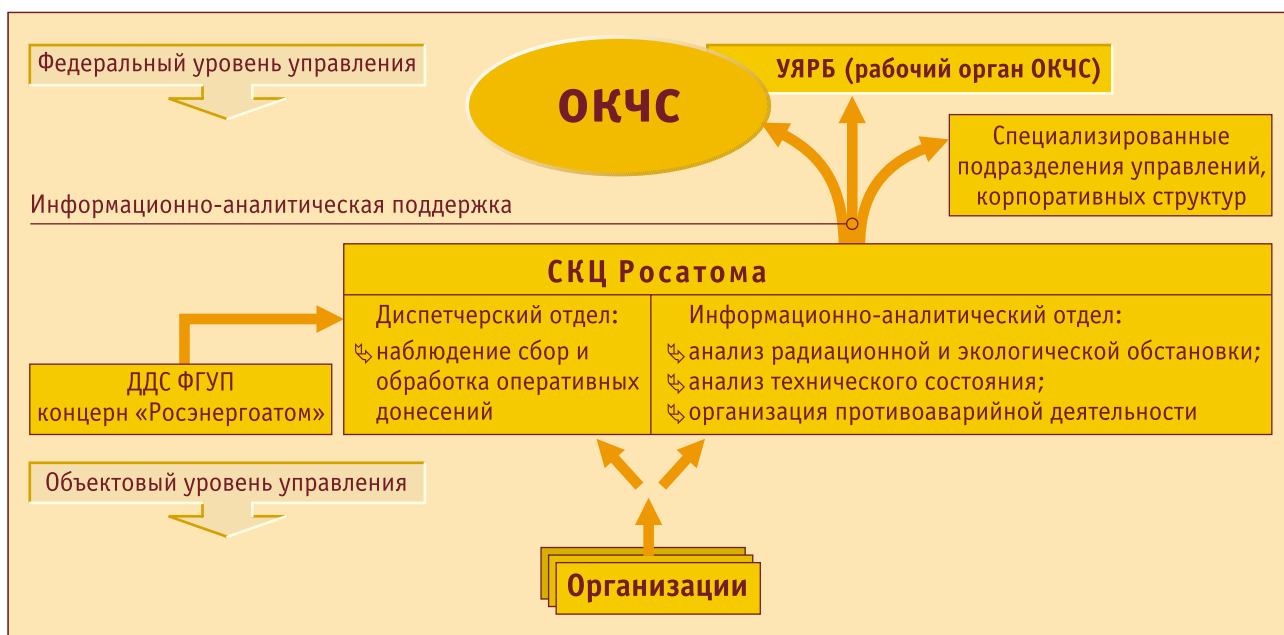 Федеральный уровень управления
ОКЧС
УЯРБ (рабочий орган ОКЧС)
Специализированные
подразделения управлений,
корпоративных структур
Информационно-аналитическая поддержка
СКЦ Росатома
Диспетчерский отдел:
наблюдение сбор и
обработка оперативных
донесений
Информационно-аналитический отдел:
анализ радиационной и экологической обстановки;
анализ технического состояния;
организация противоаварийной деятельности
ДДС ФГУП
концерн «Росэнергоатом»
Объектовый уровень управления
Организации